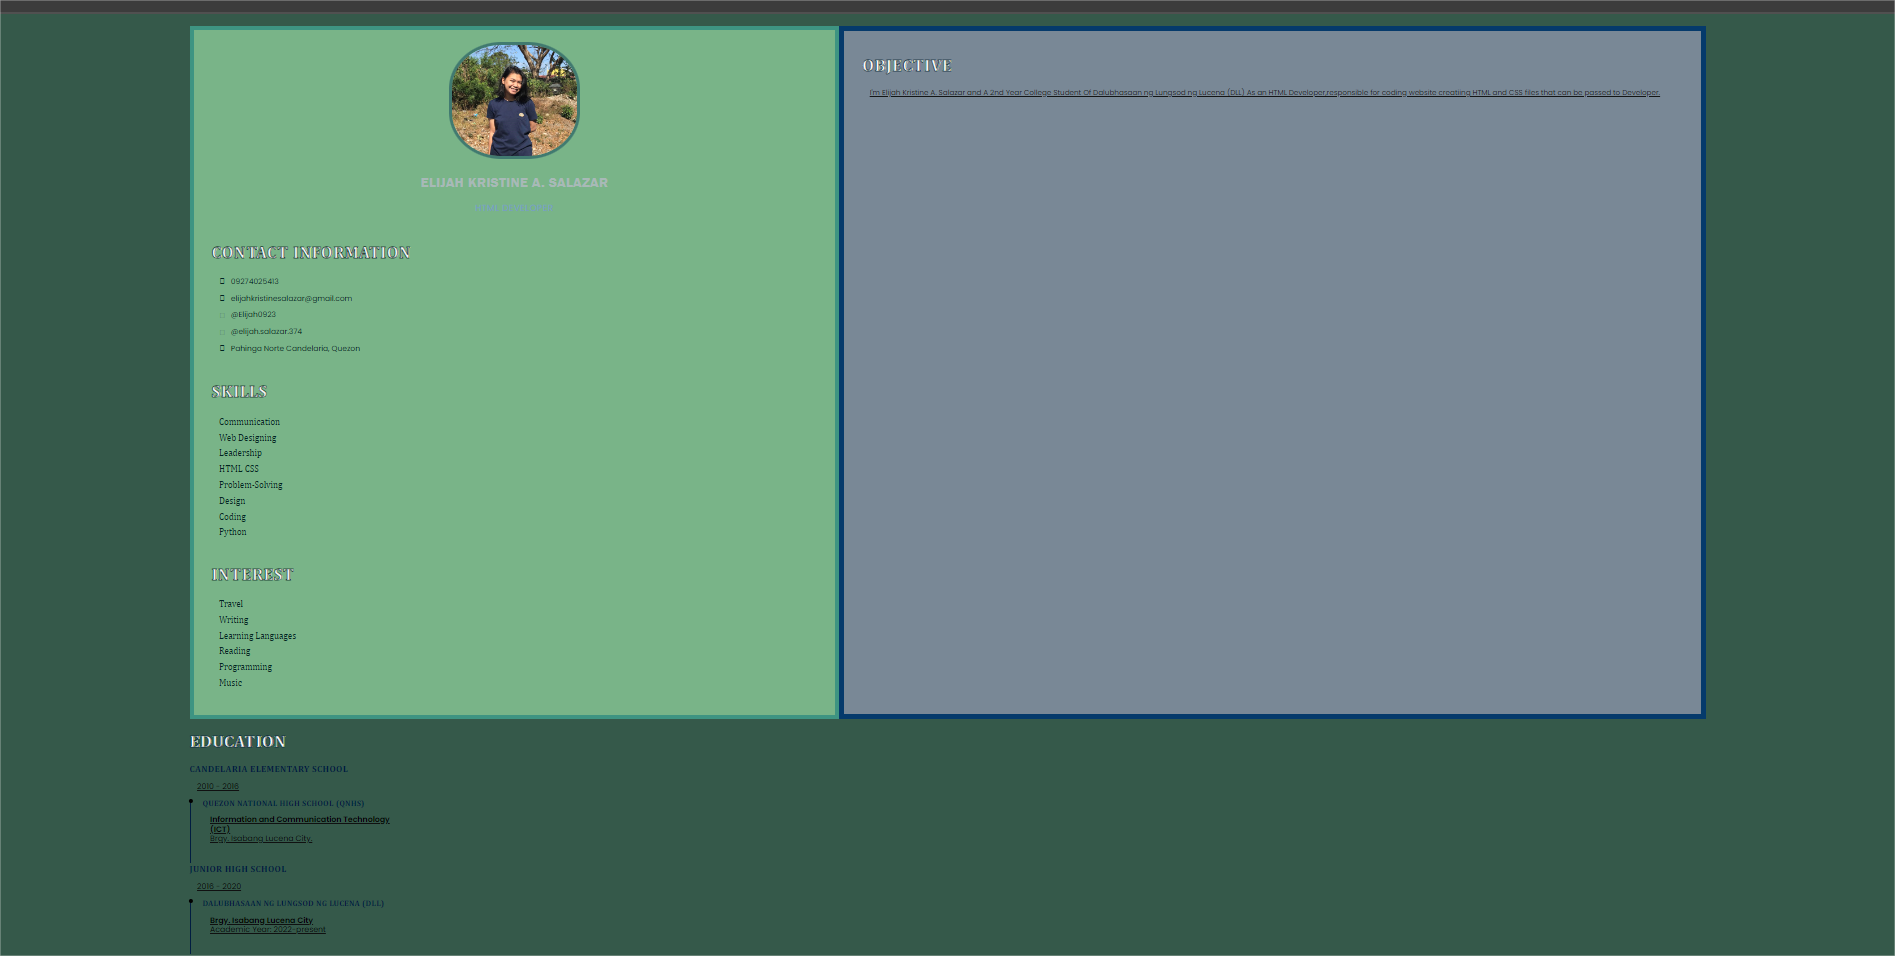 ELIJAH KRISTINE A. SALAZAR
CONTACT INFORMATION
09274025413
elijahkristinesalazar@gmail.com
@Elijah0923
@elijah.salazar.374
Pahinga Norte Candelaria, Quezon
SKILLS
Communication
Web Designing
Leadership
HTML CSS
Problem-Solving
Design
Coding
Python
INTEREST
Travel
Writing
Learning Languages
Reading
Programming
Music
OBJECTIVE
I'm Elijah Kristine A. Salazar and A 2nd Year College Student Of Dalubhasaan ng Lungsod ng Lucena (DLL) As an HTML Developer,responsible for coding website creatiing HTML and CSS files that can be passed to Developer.
EDUCATION
CANDELARIA ELEMENTARY SCHOOL
2010 - 2016
QUEZON NATIONAL HIGH SCHOOL (QNHS)
Information and Communication Technology
(ICT)
Brgy, Isabang Lucena City,
JUNIOR HIGH SCHOOL
2016 - 2020
DALUBHASAAN NG LUNGSOD NG LUCENA (DLL)
Brgy, Isabang Lucena City
Academic Year: 2022-present